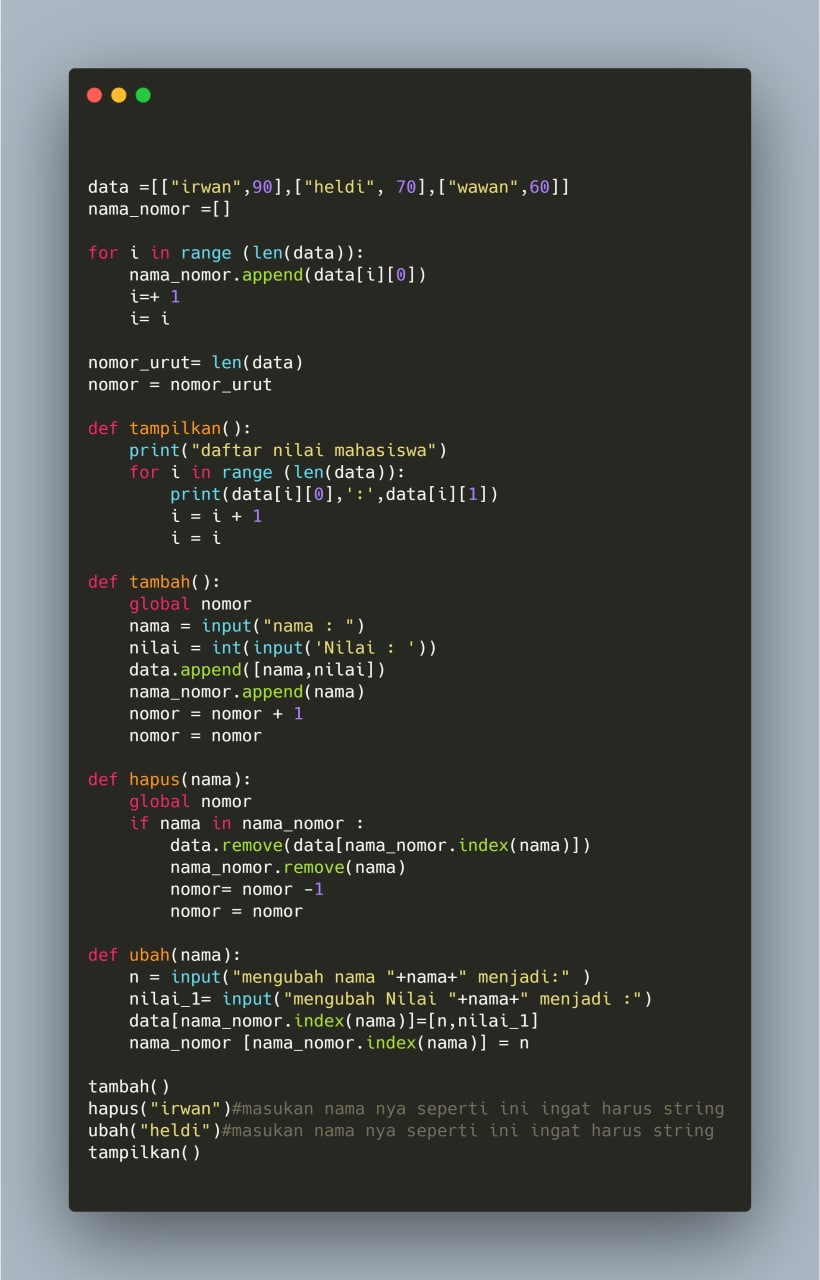 data =[["irwan",90],["heldi", 70],["wawan",60]]
nama_nomor =[]

for i in range (len(data)):
    nama_nomor.append(data[i][0])
    i=+ 1
    i= i

nomor_urut= len(data)
nomor = nomor_urut

def tampilkan():
    print("daftar nilai mahasiswa")
    for i in range (len(data)):
        print(data[i][0],':',data[i][1])
        i = i + 1
        i = i

def tambah():
    global nomor
    nama = input("nama : ")
    nilai = int(input('Nilai : '))
    data.append([nama,nilai])
    nama_nomor.append(nama)
    nomor = nomor + 1
    nomor = nomor

def hapus(nama):
    global nomor
    if nama in nama_nomor :
        data.remove(data[nama_nomor.index(nama)])
        nama_nomor.remove(nama)
        nomor= nomor -1
        nomor = nomor

def ubah(nama):
    n = input("mengubah nama "+nama+" menjadi:" )
    nilai_1= input("mengubah Nilai "+nama+" menjadi :")
    data[nama_nomor.index(nama)]=[n,nilai_1]
    nama_nomor [nama_nomor.index(nama)] = n

tambah()
hapus("irwan")#masukan nama nya seperti ini ingat harus string
ubah("heldi")#masukan nama nya seperti ini ingat harus string
tampilkan()